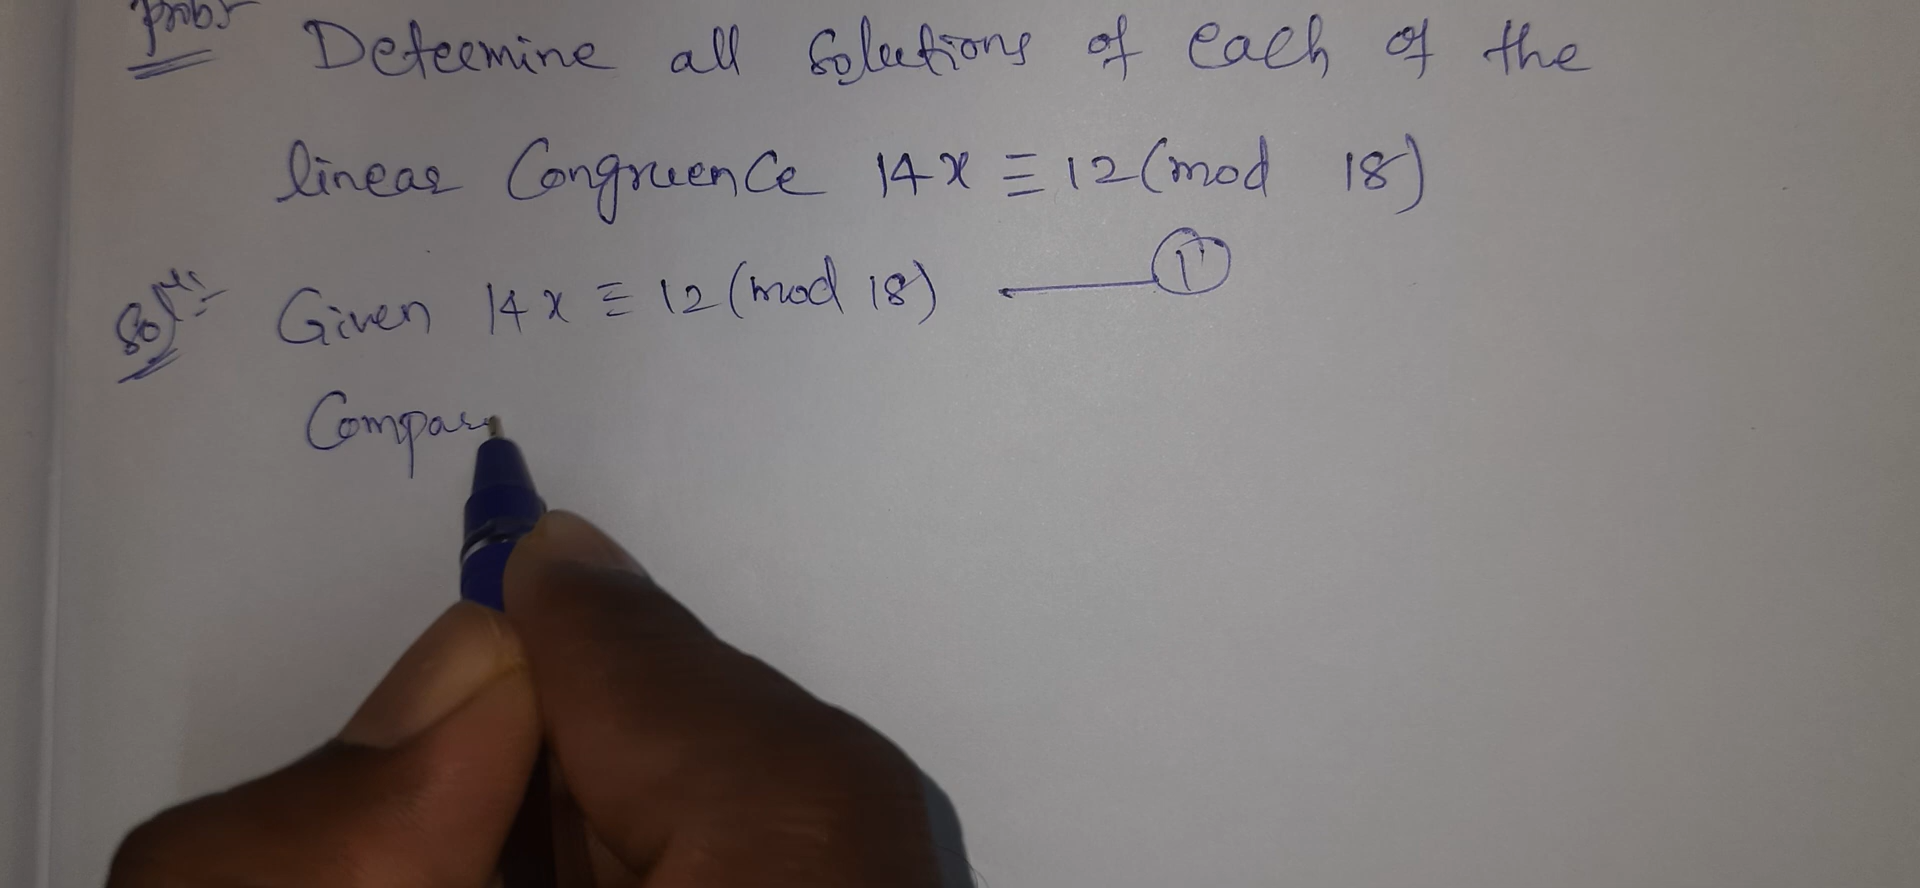 Prob:-
Determine all solutions of each of the
linear Congruence 14x ≡ 12 (mod 18)
Soln:- Given 14x ≡ 12 (mod 18) — ①
Compar